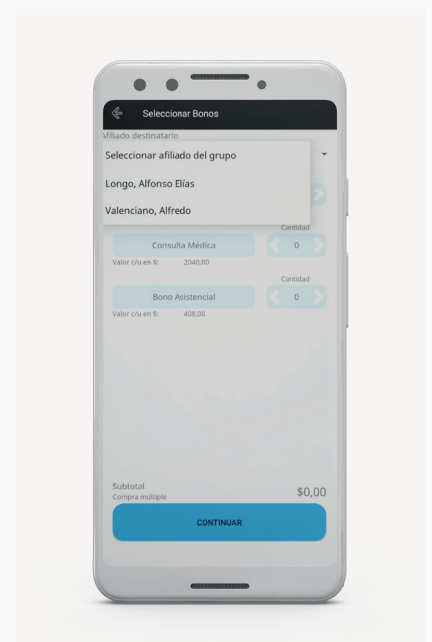 Seleccionar Bonos
Afiliado destinatario
Seleccionar afiliado del grupo
Longo, Alfonso Elías
Valenciano, Alfredo
Cantidad
Consulta Médica
0
Valor c/u en $: 2040,00
Cantidad
Bono Asistencial
0
Valor c/u en $: 408,00
Subtotal
Compra múltiple
$0,00
CONTINUAR